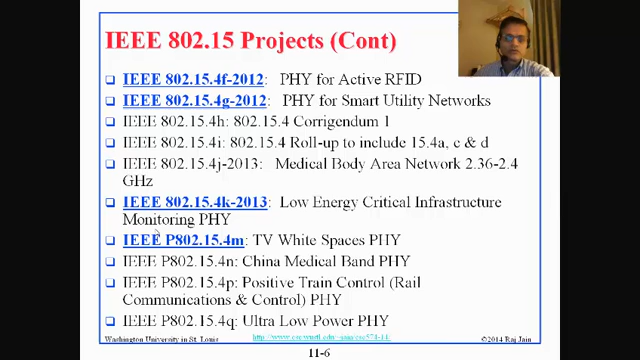 IEEE 802.15 Projects (Cont)
IEEE 802.15.4f-2012: PHY for Active RFID
IEEE 802.15.4g-2012: PHY for Smart Utility Networks
IEEE 802.15.4h: 802.15.4 Corrigendum 1
IEEE 802.15.4i: 802.15.4 Roll-up to include 15.4a, c & d
IEEE 802.15.4j-2013: Medical Body Area Network 2.36-2.4
GHz
IEEE 802.15.4k-2013: Low Energy Critical Infrastructure
Monitoring PHY
IEEE P802.15.4m: TV White Spaces PHY
IEEE P802.15.4n: China Medical Band PHY
IEEE P802.15.4p: Positive Train Control (Rail
Communications & Control) PHY
IEEE P802.15.4q: Ultra Low Power PHY
Washington University in St. Louis
©2014 Raj Jain
11-6